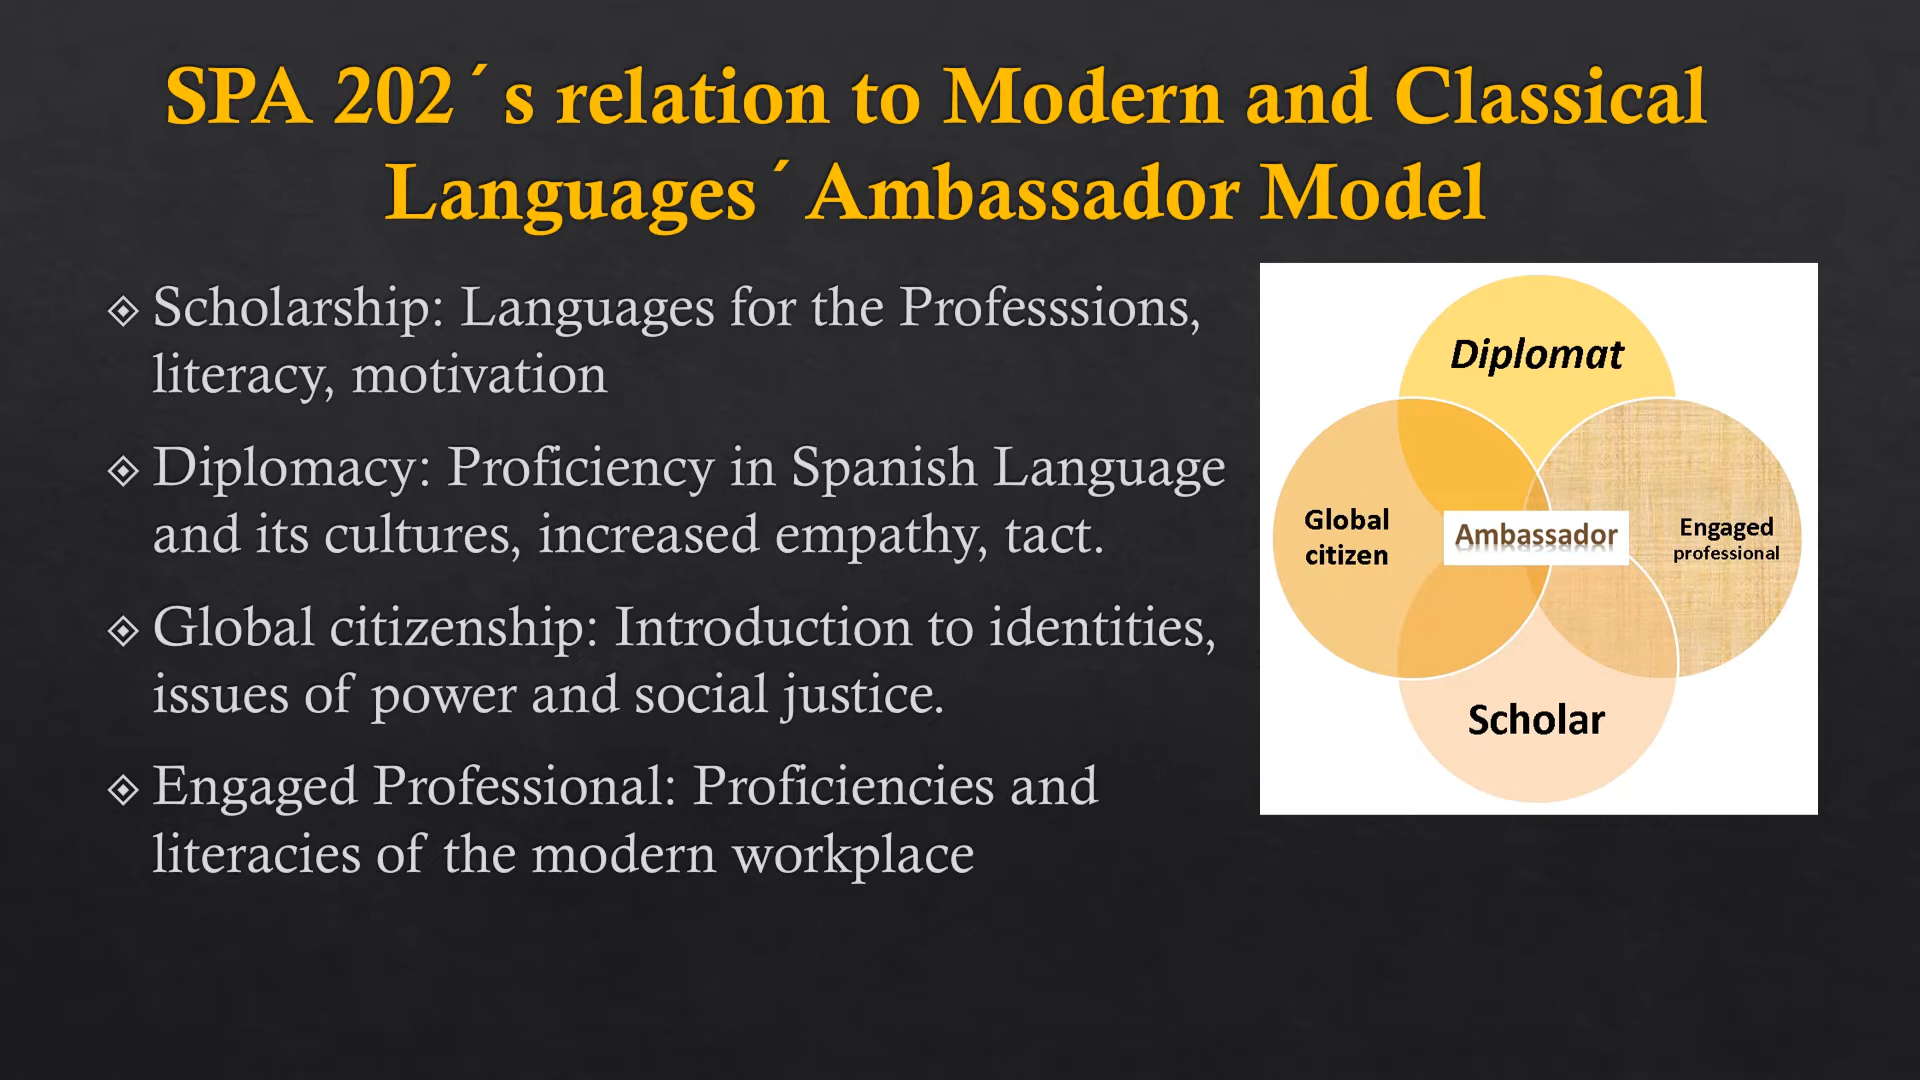 SPA 202´s relation to Modern and Classical
Languages´ Ambassador Model
Scholarship: Languages for the Professsions,
literacy, motivation
Diplomacy: Proficiency in Spanish Language
and its cultures, increased empathy, tact.
Global citizenship: Introduction to identities,
issues of power and social justice.
Engaged Professional: Proficiencies and
literacies of the modern workplace
Diplomat
Global
citizen
Ambassador
Engaged
professional
Scholar